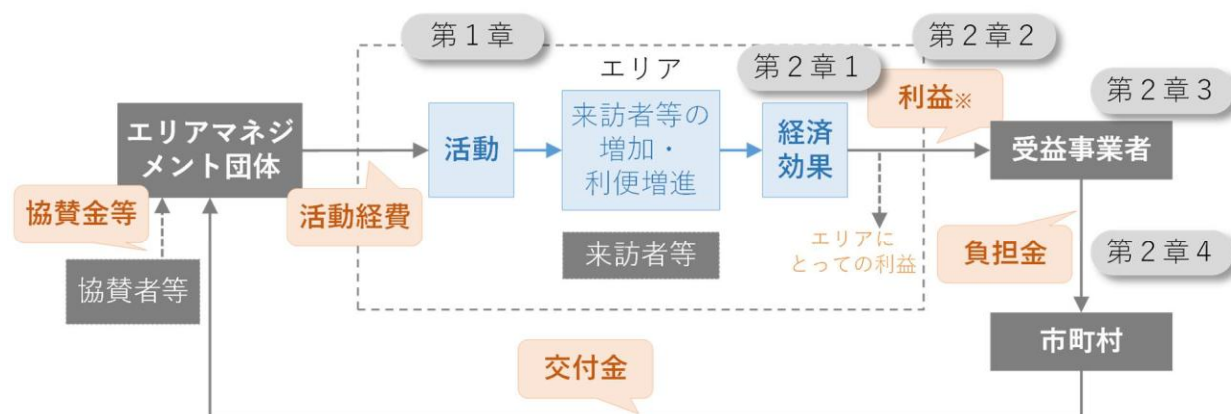 第1章
第2章2
エリア
第2章1
利益※
第2章3
エリアマネジ
メント団体
活動
来訪者等の
増加・
利便増進
経済
効果
受益事業者
協賛金等
活動経費
エリアに
とっての利益
負担金
第2章4
協賛者等
来訪者等
市町村
交付金